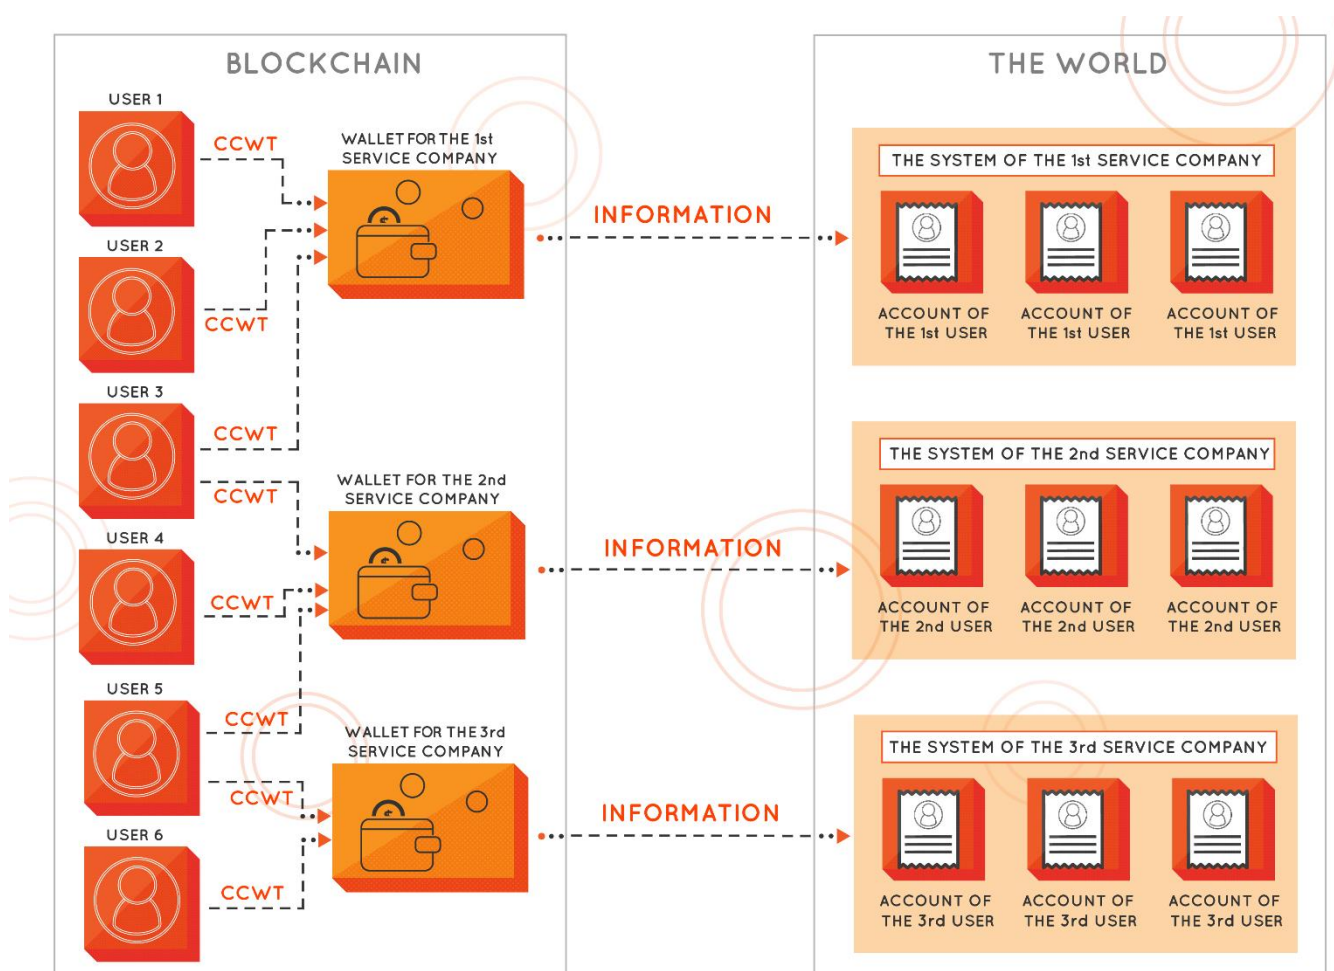 BLOCKCHAIN
USER 1
CCWT
USER 2
CCWT
USER 3
CCWT
CCWT
USER 4
CCWT
USER 5
CCWT
CCWT
USER 6
CCWT
WALLET FOR THE 1st
SERVICE COMPANY
WALLET FOR THE 2nd
SERVICE COMPANY
WALLET FOR THE 3rd
SERVICE COMPANY
INFORMATION
INFORMATION
INFORMATION
THE WORLD
THE SYSTEM OF THE 1st SERVICE COMPANY
ACCOUNT OF
THE 1st USER
ACCOUNT OF
THE 1st USER
ACCOUNT OF
THE 1st USER
THE SYSTEM OF THE 2nd SERVICE COMPANY
ACCOUNT OF
THE 2nd USER
ACCOUNT OF
THE 2nd USER
ACCOUNT OF
THE 2nd USER
THE SYSTEM OF THE 3rd SERVICE COMPANY
ACCOUNT OF
THE 3rd USER
ACCOUNT OF
THE 3rd USER
ACCOUNT OF
THE 3rd USER